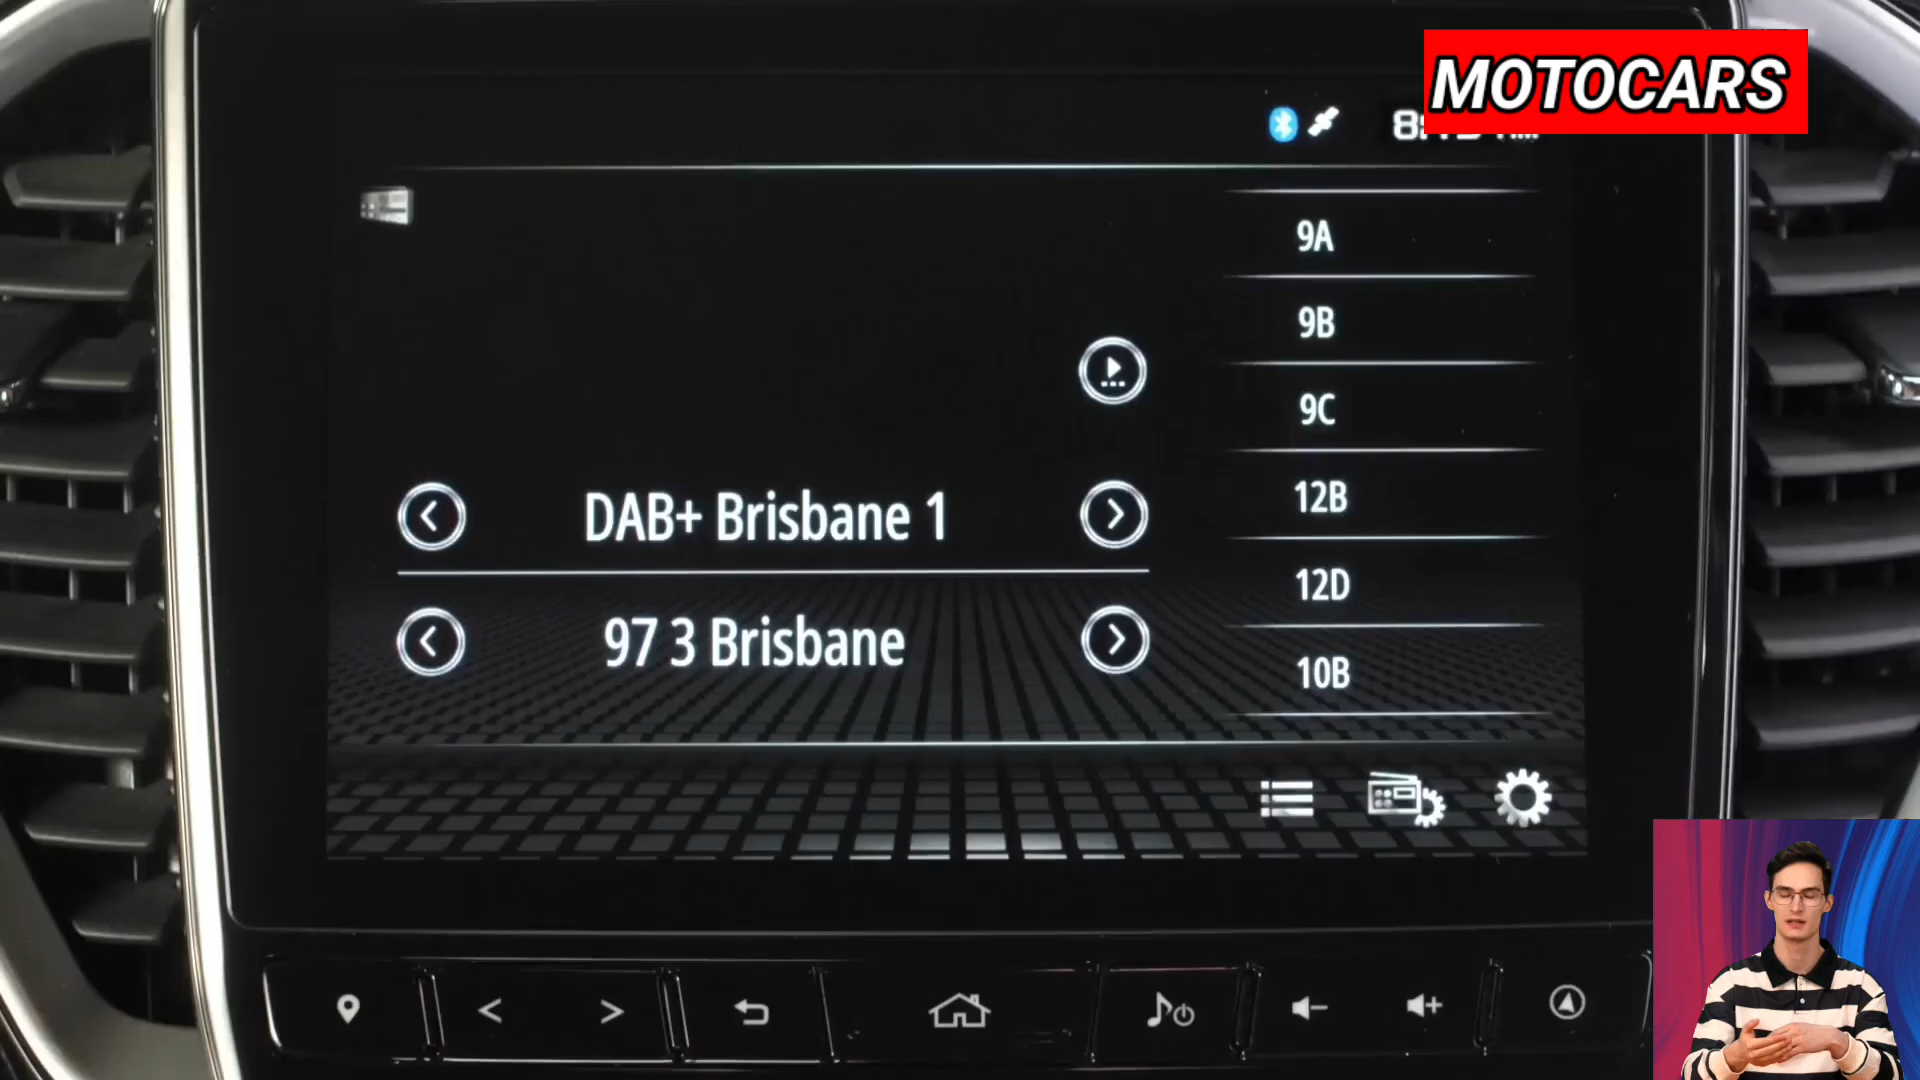 MOTOCARS
9A
9B
9C
DAB+ Brisbane 1
12B
12D
97 3 Brisbane
10B